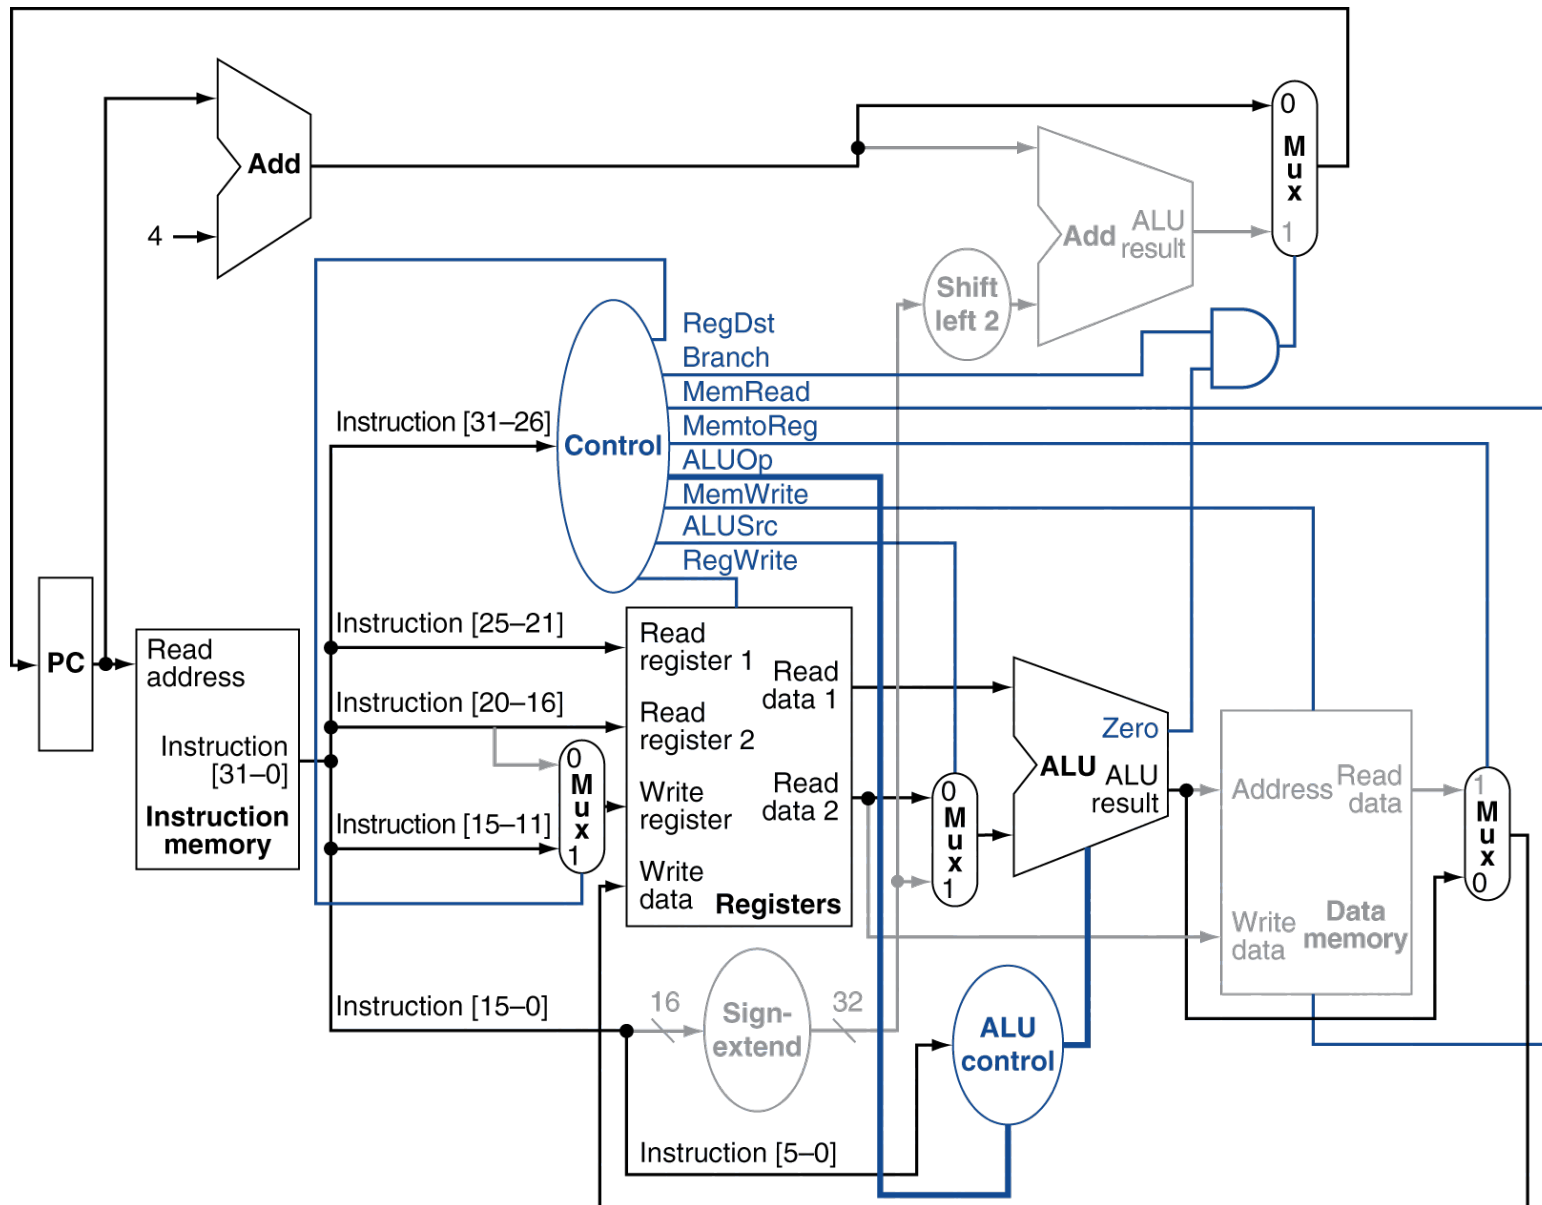 0
M
u
x
1
Add
4
Add
ALU
result
Shift
left 2
RegDst
Branch
MemRead
MemtoReg
ALUOp
MemWrite
ALUSrc
RegWrite
Control
Instruction [31–26]
Instruction [25–21]
Instruction [20–16]
Instruction [15–11]
Instruction [15–0]
PC
Read
address
Instruction
[31–0]
Instruction
memory
0
M
u
x
1
Read
register 1
Read
register 2
Write
register
Write
data
Read
data 1
Read
data 2
Registers
0
M
u
x
1
Zero
ALU
ALU
result
Address
Read
data
Write
data
Data
memory
1
M
u
x
0
16
Sign-
extend
32
ALU
control
Instruction [5–0]